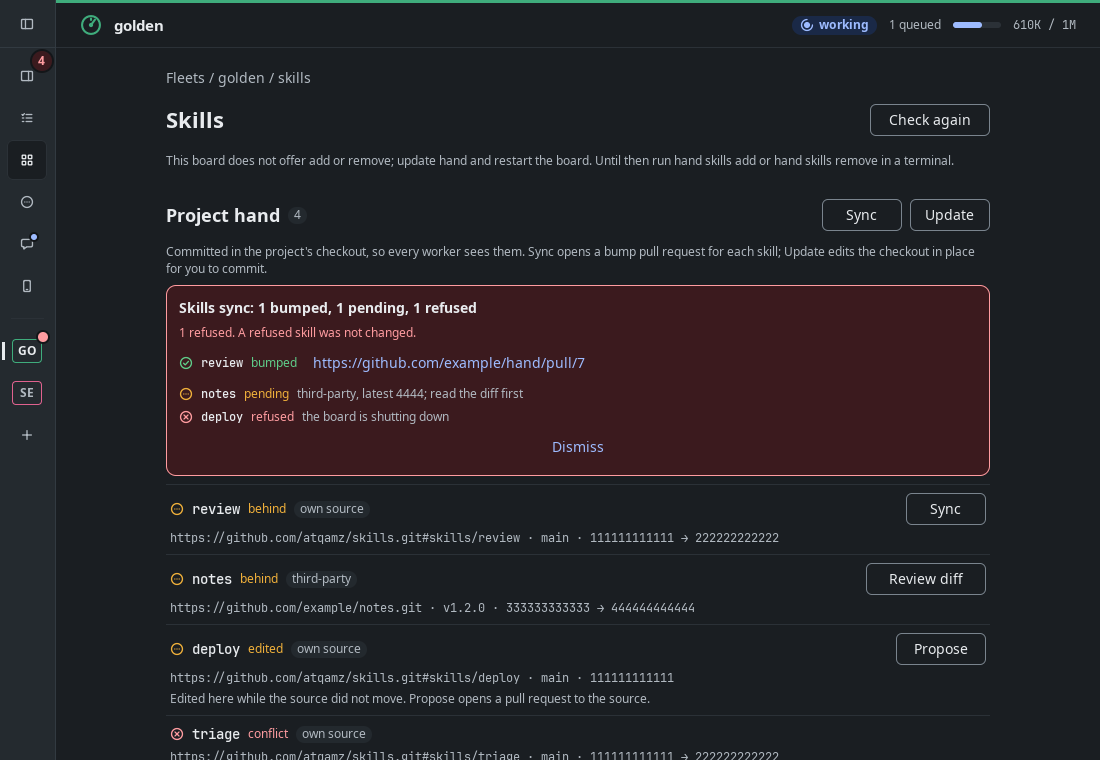 golden
working
1 queued
610K / 1M
4
Fleets / golden / skills
Skills
Check again
This board does not offer add or remove; update hand and restart the board. Until then run hand skills add or hand skills remove in a terminal.
Project hand 4
Sync
Update
Committed in the project's checkout, so every worker sees them. Sync opens a bump pull request for each skill; Update edits the checkout in place
for you to commit.
Skills sync: 1 bumped, 1 pending, 1 refused
1 refused. A refused skill was not changed.
review bumped https://github.com/example/hand/pull/7
notes pending third-party, latest 4444; read the diff first
deploy refused the board is shutting down
Dismiss
GO
SE
review behind own source
Sync
https://github.com/atqamz/skills.git#skills/review · main · 111111111111 → 222222222222
notes behind third-party
Review diff
https://github.com/example/notes.git · v1.2.0 · 333333333333 → 444444444444
deploy edited own source
Propose
https://github.com/atqamz/skills.git#skills/deploy · main · 111111111111
Edited here while the source did not move. Propose opens a pull request to the source.
triage conflict own source
https://github.com/atqamz/skills.git#skills/triage · main · 111111111111 → 222222222222